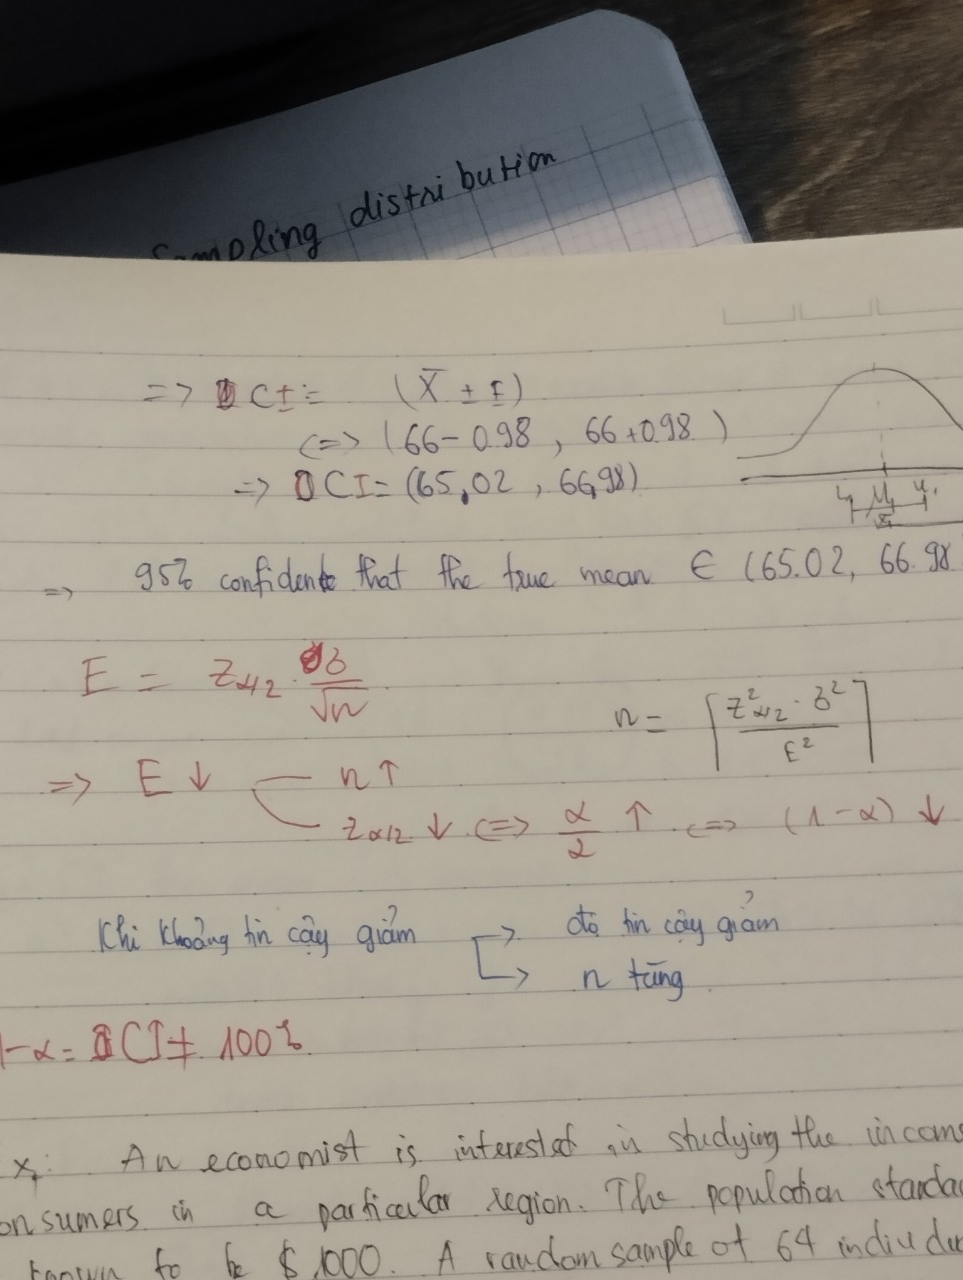 Sampling distribution
=> CI = (X̅ ± E)
<=> (66 - 0.98 , 66 + 0.98)
=> CI = (65,02 , 66,98)
=> 95% confident that the true mean ∈ (65.02, 66.98
E = Zα/2 · σ/√n
n = ⌈Z²α/2 · σ² / E²⌉
=> E ↓ n ↑
Zα/2 ↓ <=> α/2 ↑ <=> (1 - α) ↓
Khi khoảng tin cậy giảm -> độ tin cậy giảm
-> n tăng
1 - α = CI ≠ 100%
An economist is interested in studying the incom
onsumers in a particular region. The population standa
known to be $ 1000. A random sample of 64 individu